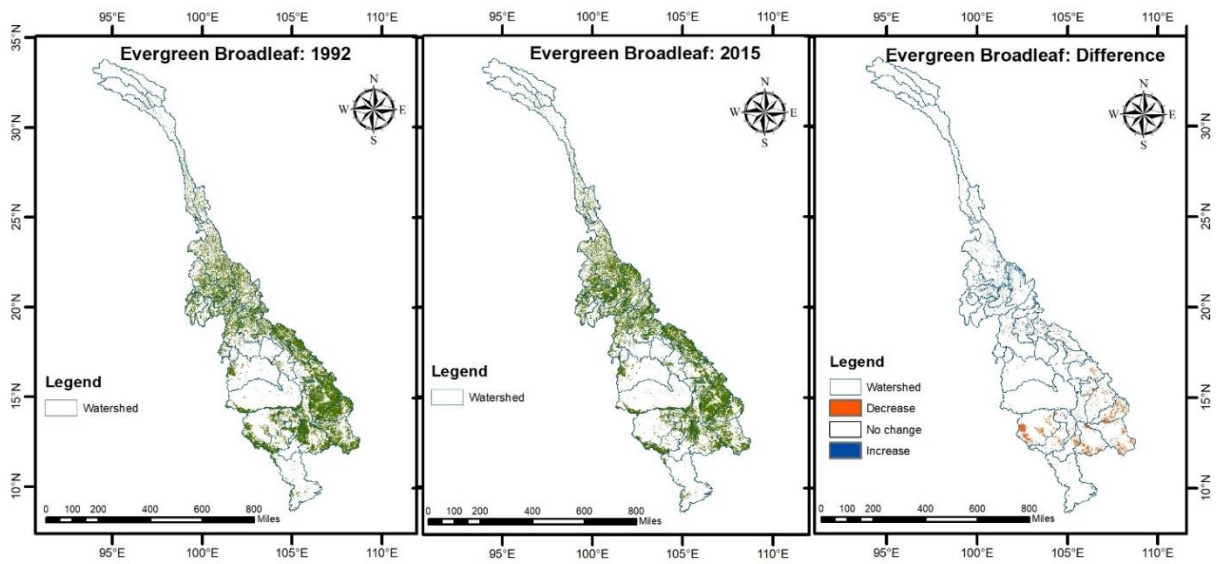 95°E 100°E 105°E 110°E 95°E 100°E 105°E 110°E 95°E 100°E 105°E 110°E
35°N
30°N
25°N
20°N
15°N
10°N
Evergreen Broadleaf: 1992
N
W E
S
Legend
Watershed
0 100 200 400 600 800
Miles
Evergreen Broadleaf: 2015
N
W E
S
Legend
Watershed
0 100 200 400 600 800
Miles
Evergreen Broadleaf: Difference
N
W E
S
Legend
Watershed
Decrease
No change
Increase
0 100 200 400 600 800
Miles
30°N
25°N
20°N
15°N
10°N
95°E 100°E 105°E 110°E 95°E 100°E 105°E 110°E 95°E 100°E 105°E 110°E